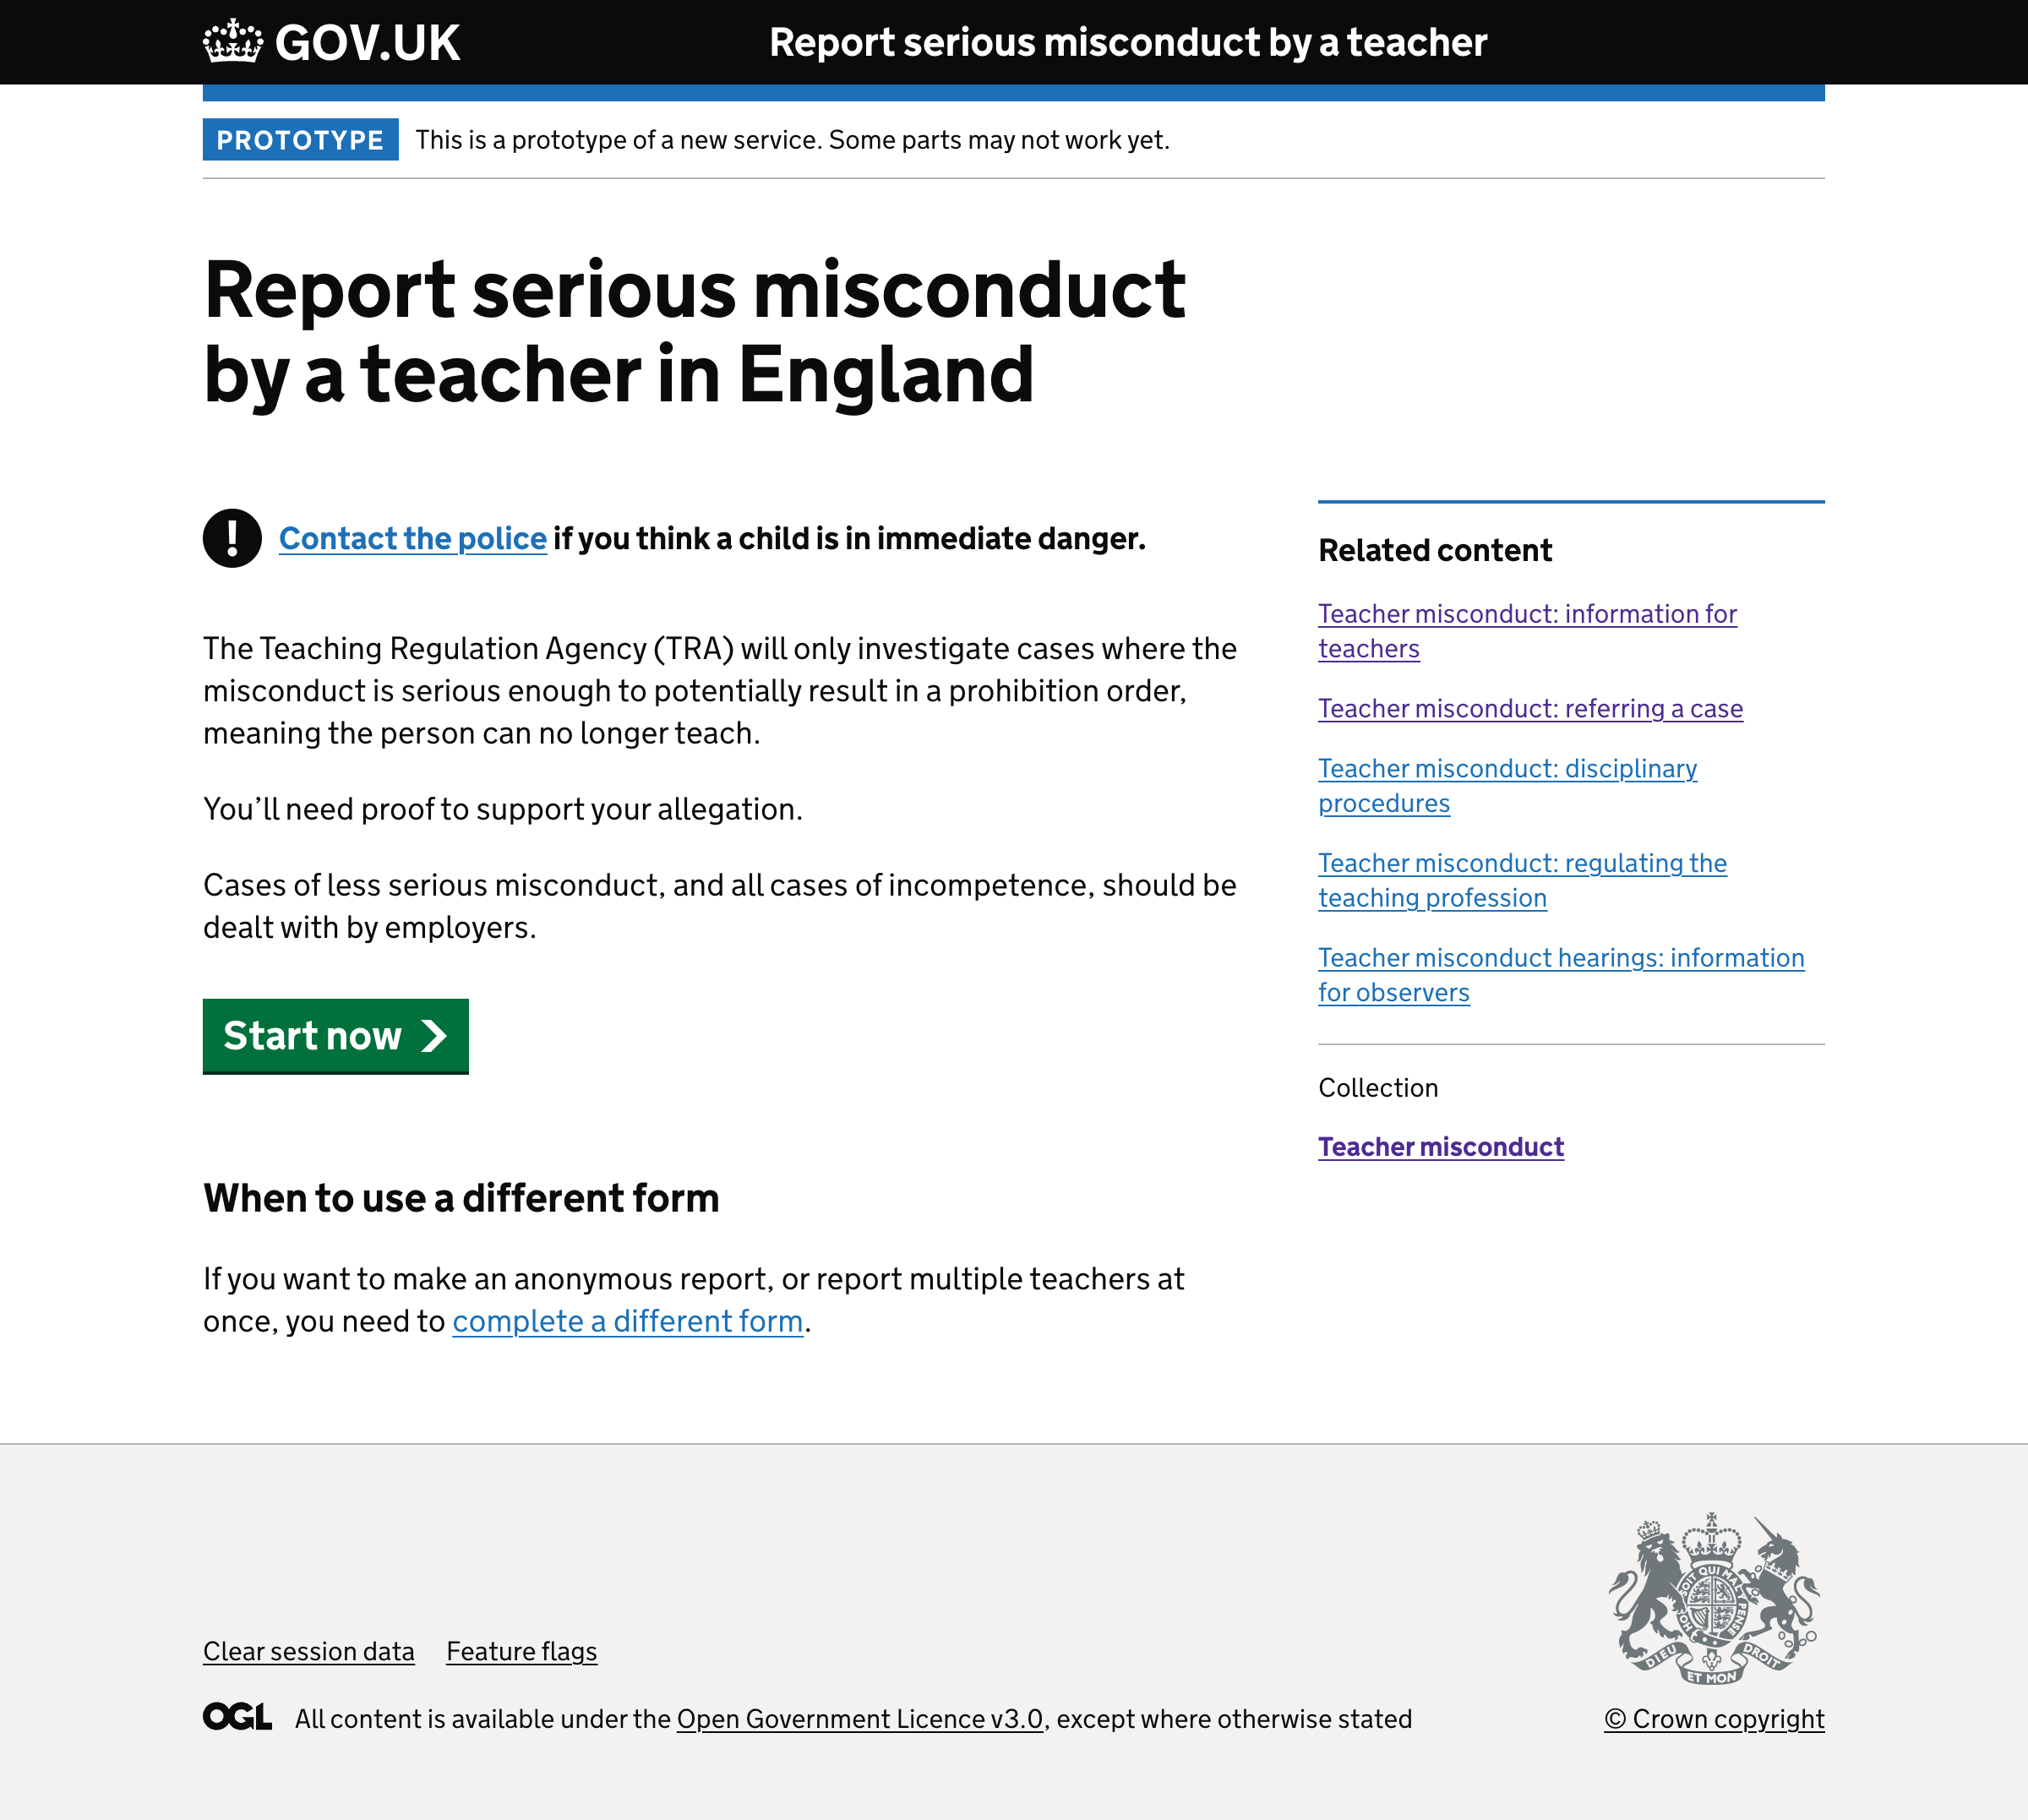 GOV.UK
Report serious misconduct by a teacher
PROTOTYPE
This is a prototype of a new service. Some parts may not work yet.
Report serious misconduct
by a teacher in England
! Contact the police if you think a child is in immediate danger.
The Teaching Regulation Agency (TRA) will only investigate cases where the
misconduct is serious enough to potentially result in a prohibition order,
meaning the person can no longer teach.
You’ll need proof to support your allegation.
Cases of less serious misconduct, and all cases of incompetence, should be
dealt with by employers.
Start now
When to use a different form
If you want to make an anonymous report, or report multiple teachers at
once, you need to complete a different form.
Related content
Teacher misconduct: information for
teachers
Teacher misconduct: referring a case
Teacher misconduct: disciplinary
procedures
Teacher misconduct: regulating the
teaching profession
Teacher misconduct hearings: information
for observers
Collection
Teacher misconduct
Clear session data
Feature flags
OGL
All content is available under the Open Government Licence v3.0, except where otherwise stated
SOIT QUI MAL
PENSE
HON
DIEU
ET MON
DROIT
© Crown copyright